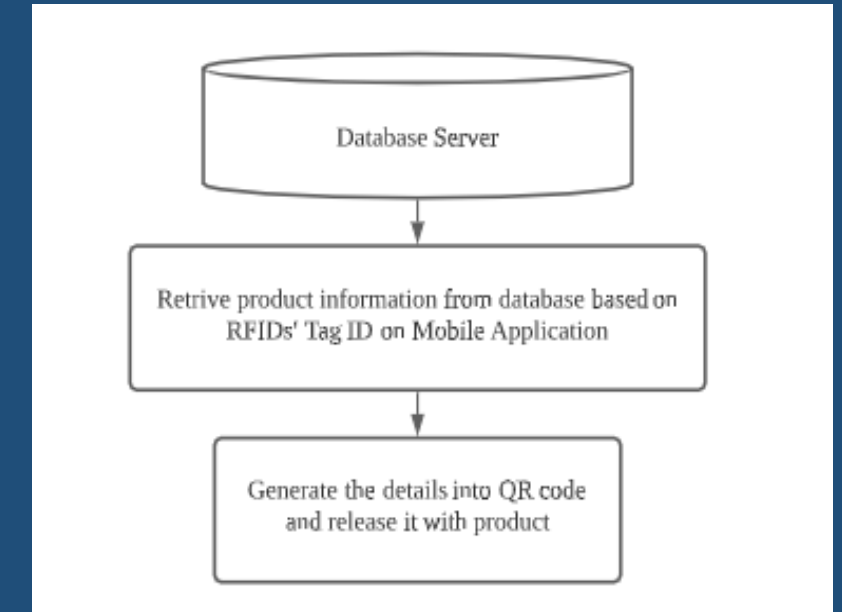 Database Server
Retrive product information from database based on
RFIDs' Tag ID on Mobile Application
Generate the details into QR code
and release it with product